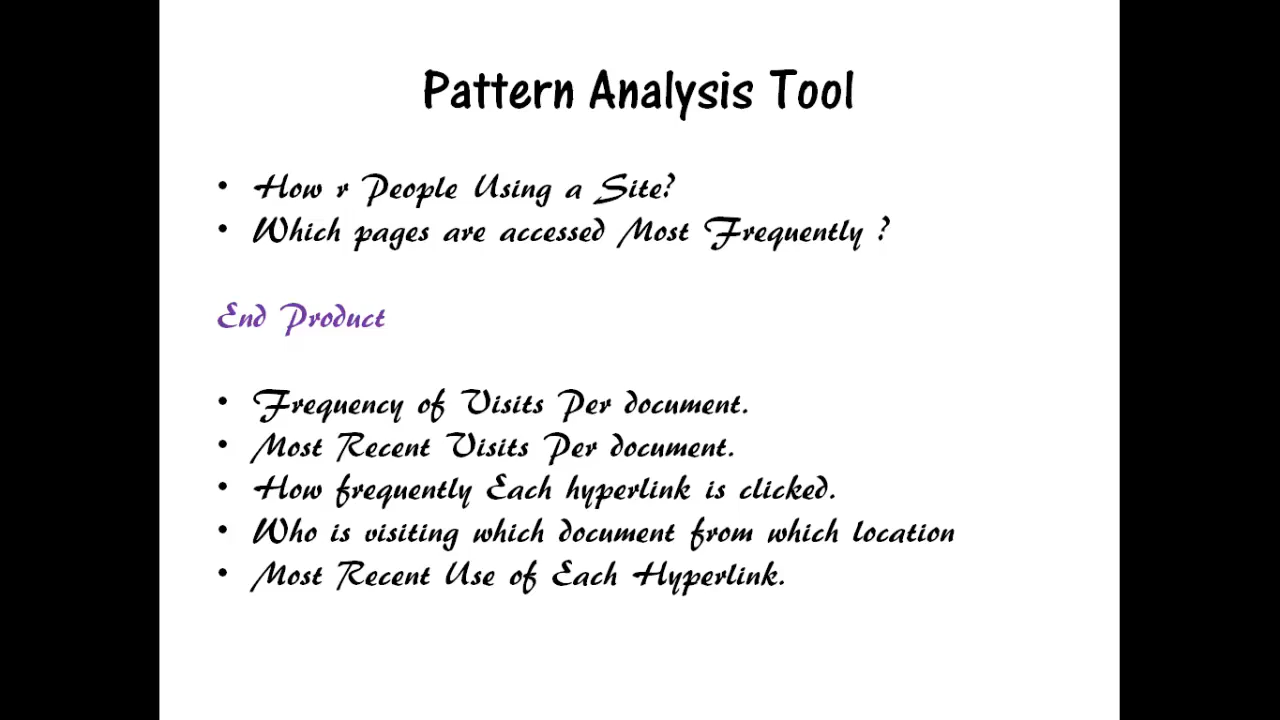 Pattern Analysis Tool
• How r People Using a Site?
• Which pages are accessed Most Frequently ?
End Product
• Frequency of Visits Per document.
• Most Recent Visits Per document.
• How frequently Each hyperlink is clicked.
• Who is visiting which document from which location
• Most Recent Use of Each Hyperlink.